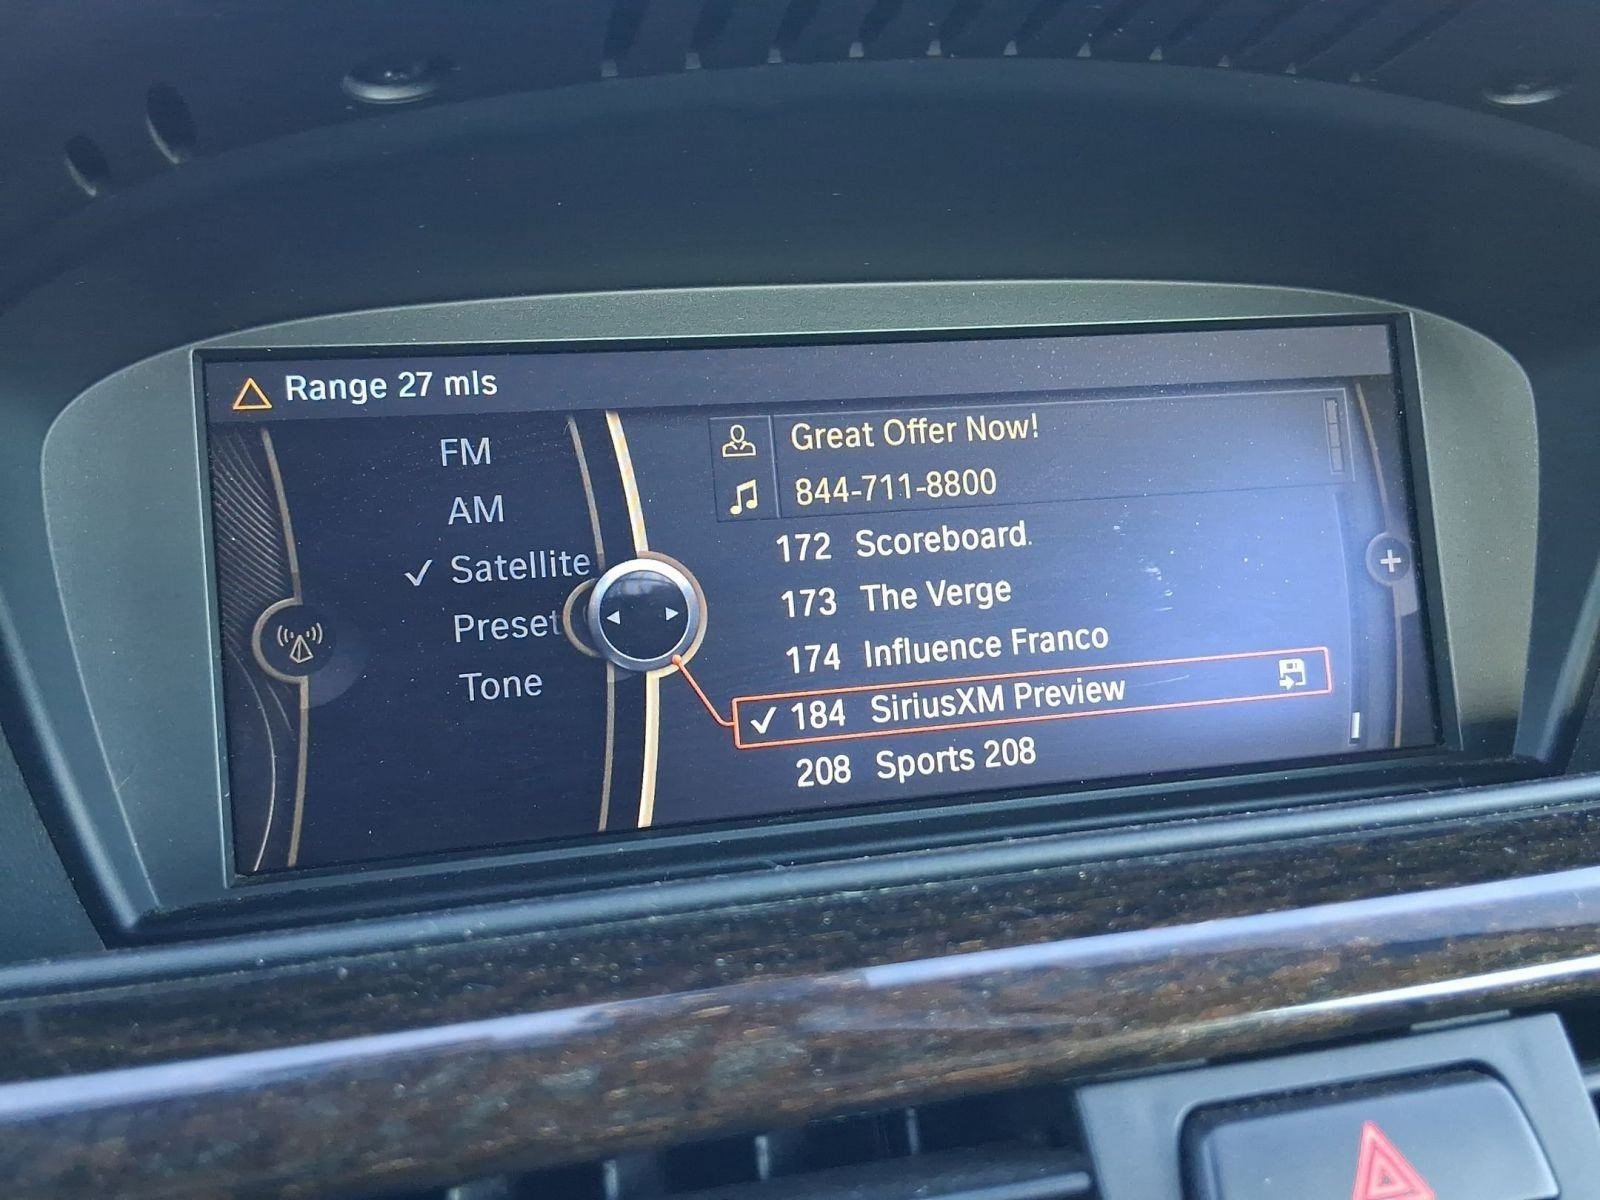 Range 27 mls
FM
AM
✓ Satellite
Preset
Tone
Great Offer Now!
844-711-8800
172 Scoreboard.
173 The Verge
174 Influence Franco
✓ 184 SiriusXM Preview
208 Sports 208
+